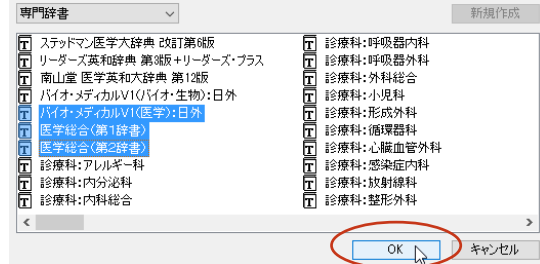 専門辞書
新規作成
ステッドマン医学大辞典 改訂第6版
リーダーズ英和辞典 第3版+リーダーズ・プラス
南山堂 医学英和大辞典 第12版
バイオ・メディカルV1(バイオ・生物):日外
バイオ・メディカルV1(医学):日外
医学総合(第1辞書)
医学総合(第2辞書)
診療科:アレルギー科
診療科:内分泌科
診療科:内科総合
診療科:呼吸器内科
診療科:呼吸器外科
診療科:外科総合
診療科:小児科
診療科:形成外科
診療科:循環器科
診療科:心臓血管外科
診療科:感染症内科
診療科:放射線科
診療科:整形外科
OK
キャンセル